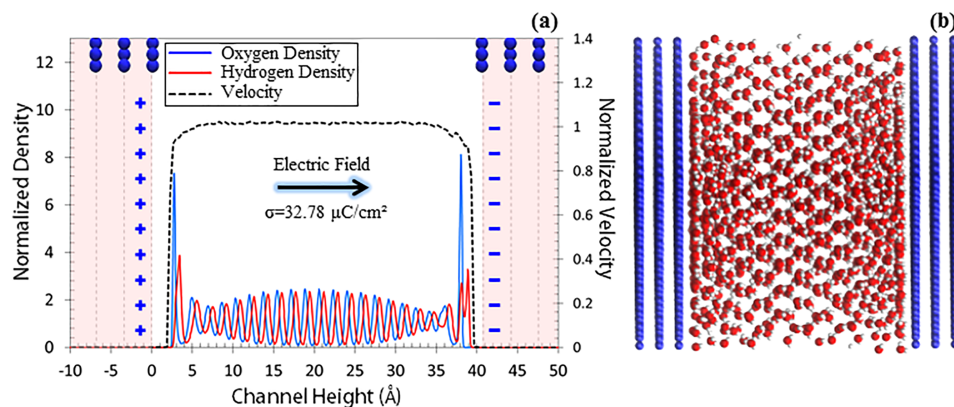 (a)
(b)
Oxygen Density
Hydrogen Density
Velocity
Electric Field
σ=32.78 µC/cm²
Normalized Density
12
10
8
6
4
2
0
Normalized Velocity
1.4
1.2
1
0.8
0.6
0.4
0.2
0
-10 -5 0 5 10 15 20 25 30 35 40 45 50
Channel Height (Å)